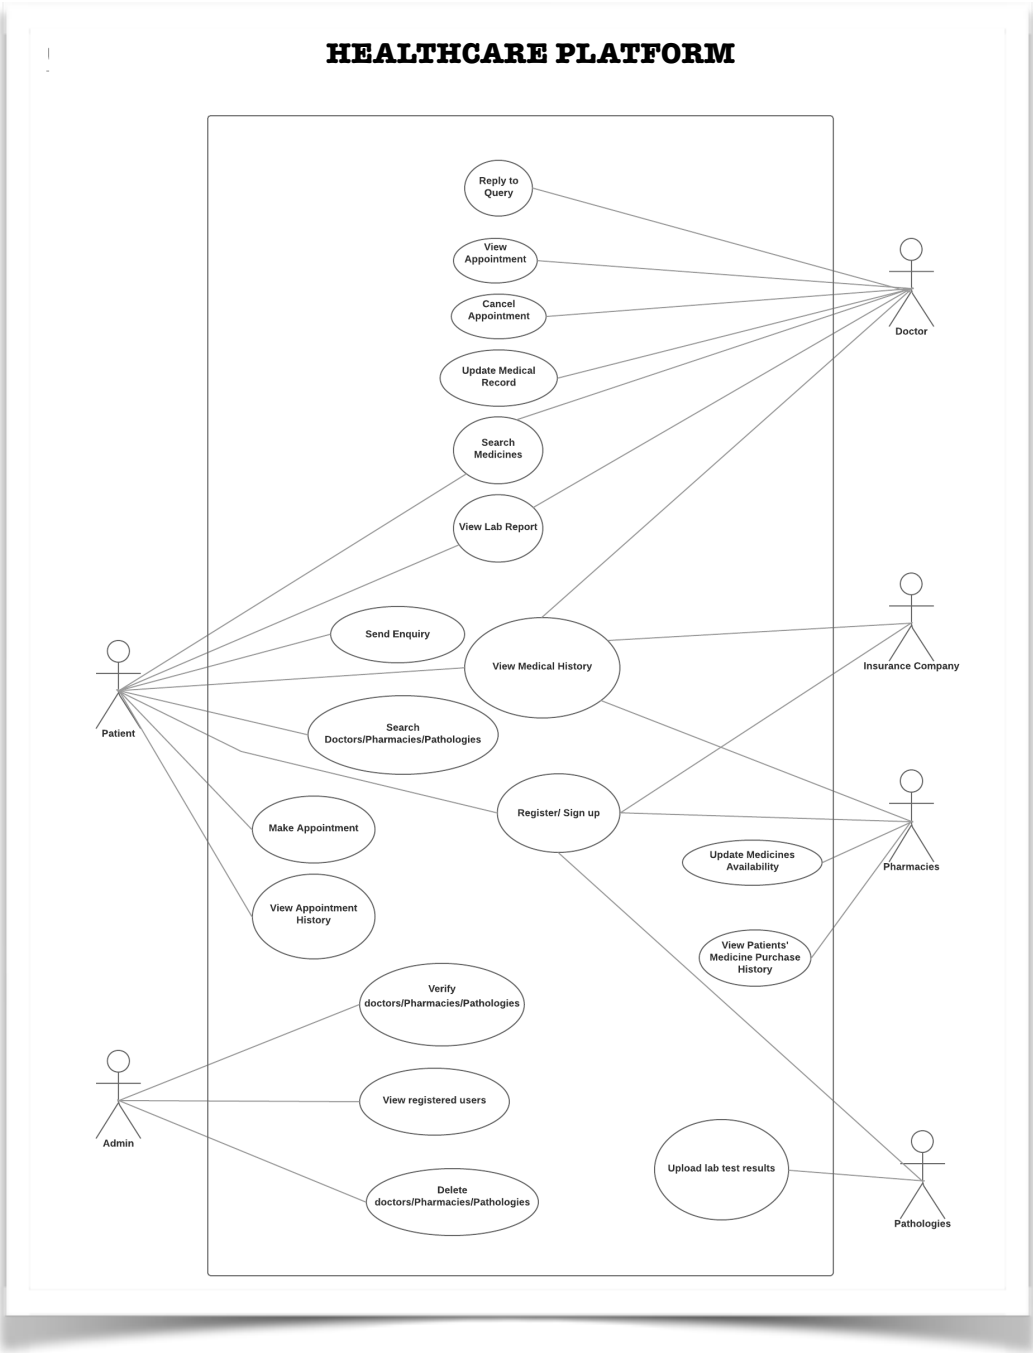 HEALTHCARE PLATFORM
Reply to
Query
View
Appointment
Cancel
Appointment
Doctor
Update Medical
Record
Search
Medicines
View Lab Report
Send Enquiry
View Medical History
Insurance Company
Patient
Search
Doctors/Pharmacies/Pathologies
Register/ Sign up
Make Appointment
Update Medicines
Availability
Pharmacies
View Appointment
History
View Patients'
Medicine Purchase
History
Verify
doctors/Pharmacies/Pathologies
View registered users
Admin
Upload lab test results
Delete
doctors/Pharmacies/Pathologies
Pathologies